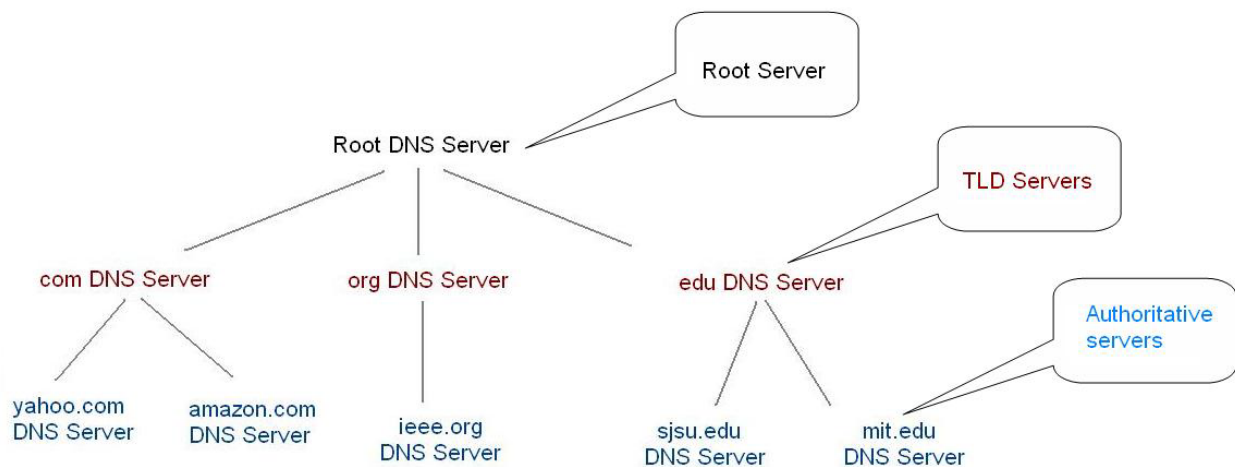 Root Server
Root DNS Server
TLD Servers
com DNS Server
org DNS Server
edu DNS Server
Authoritative
servers
yahoo.com
DNS Server
amazon.com
DNS Server
ieee.org
DNS Server
sjsu.edu
DNS Server
mit.edu
DNS Server